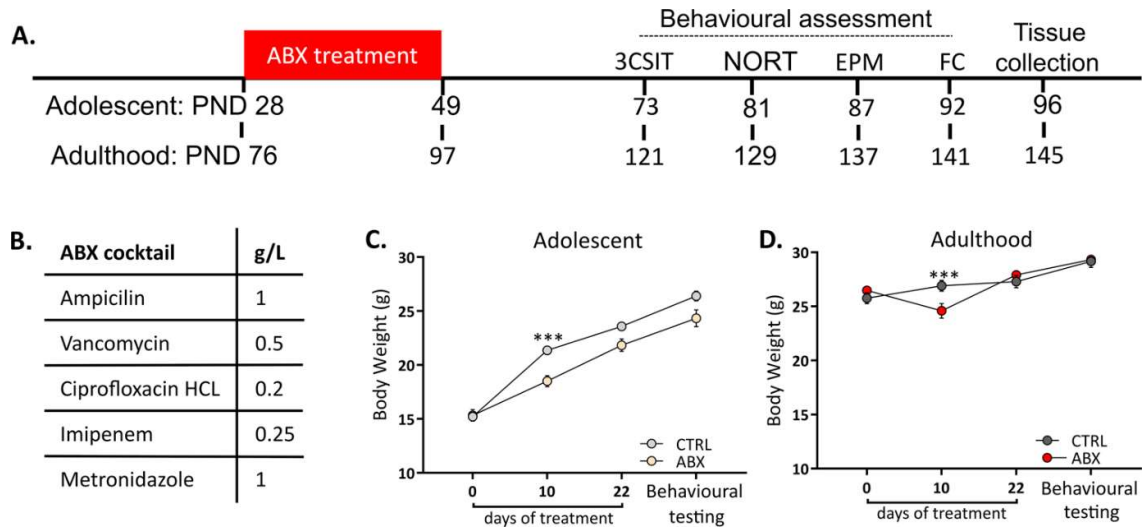 A.
Behavioural assessment
Tissue
collection
ABX treatment
3CSIT NORT EPM FC
Adolescent: PND 28 49 73 81 87 92 96
Adulthood: PND 76 97 121 129 137 141 145
B.
ABX cocktail g/L
Ampicilin 1
Vancomycin 0.5
Ciprofloxacin HCL 0.2
Imipenem 0.25
Metronidazole 1
C.
Adolescent
Body Weight (g)
30
25
20
15
10
***
CTRL
ABX
0 10 22 Behavioural
testing
days of treatment
D.
Adulthood
Body Weight (g)
30
25
20
15
10
***
CTRL
ABX
0 10 22 Behavioural
testing
days of treatment